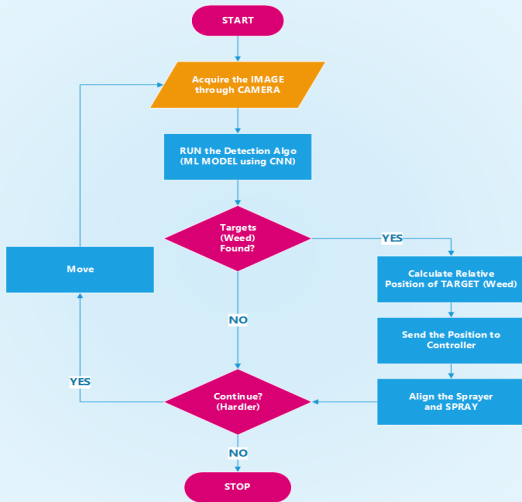 START
Acquire the IMAGE
through CAMERA
RUN the Detection Algo
(ML MODEL using CNN)
Targets
(Weed)
Found?
YES
Calculate Relative
Position of TARGET (Weed)
Move
Send the Position to
Controller
NO
Align the Sprayer
and SPRAY
Continue?
(Hardler)
YES
NO
STOP